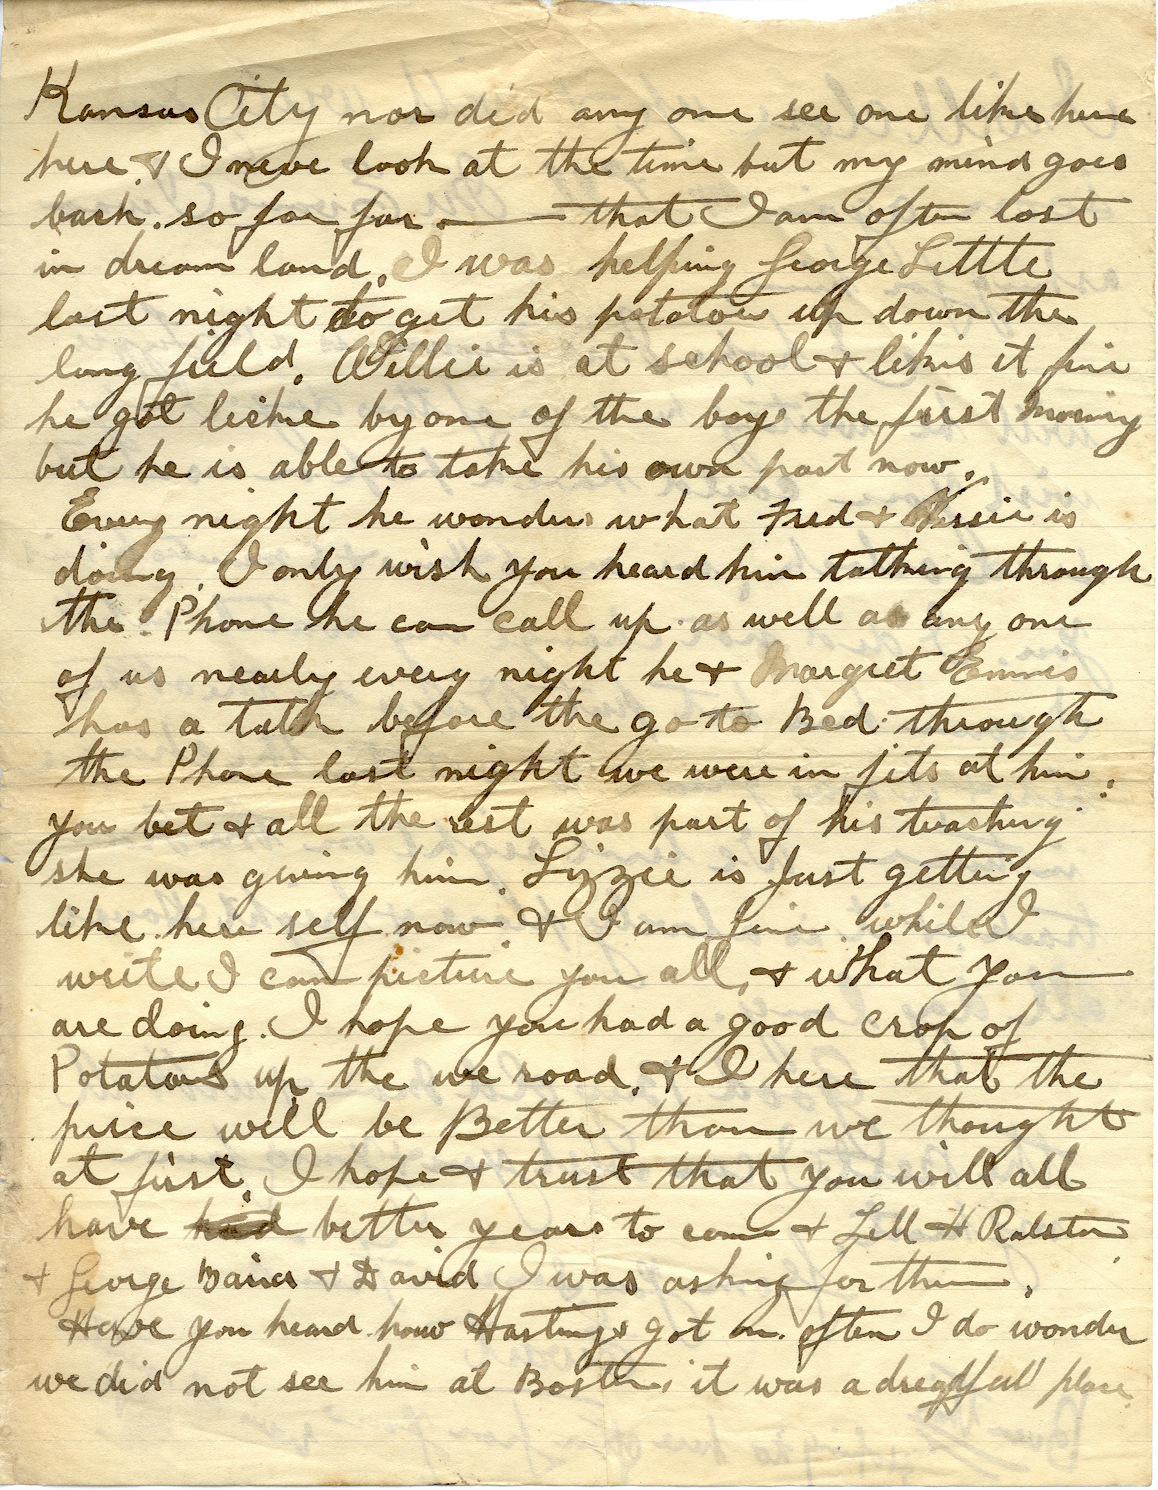 Kansas City nor did any one see one like here
here. & I neve look at the time but my mind goes
back. so far far. — that I am often lost
in dream land. I was helping George Little
last night to get his potatoes up down the
long field. Willie is at school & likis it fine
he got lickie by one of the boys the first morning
but he is able to take his own part now.
Every night he wonders what Fred & is
doing. I only wish you heard him talking through
the Phone he can call up as well as any one
of us nearly every night he & Margret Ennis
has a talk before the go to Bed through
the Phone last night we were in fits at him.
you bet & all the rest was part of his teaching
she was giving him. Lizzie is Just getting
like here self now & I am fine while I
write I can picture you all, & what you
are doing. I hope you had a good crop of
Potatoes up the we road. & I here that the
price will be Better than we thought
at first. I hope & trust that you will all
have had better years to come & Tell H Ralston
& George Baird & David I was asking for them.
Have you heard how Hastings got on. often I do wonder
we did not see him at Boston, it was a dreadfull place